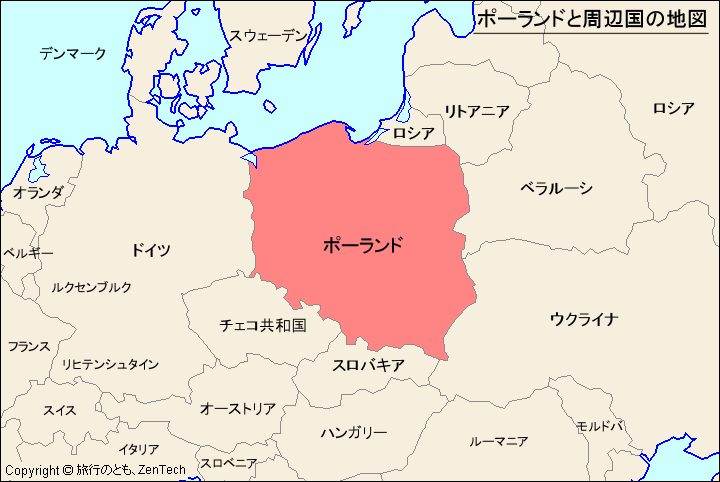 ポーランドと周辺国の地図
スウェーデン
デンマーク
リトアニア
ロシア
ロシア
オランダ
ベラルーシ
ベルギー
ドイツ
ポーランド
ルクセンブルク
ウクライナ
チェコ共和国
フランス
リヒテンシュタイン
スロバキア
スイス
オーストリア
ハンガリー
ルーマニア
モルドバ
イタリア
スロベニア
Copyright © 旅行のとも、ZenTech